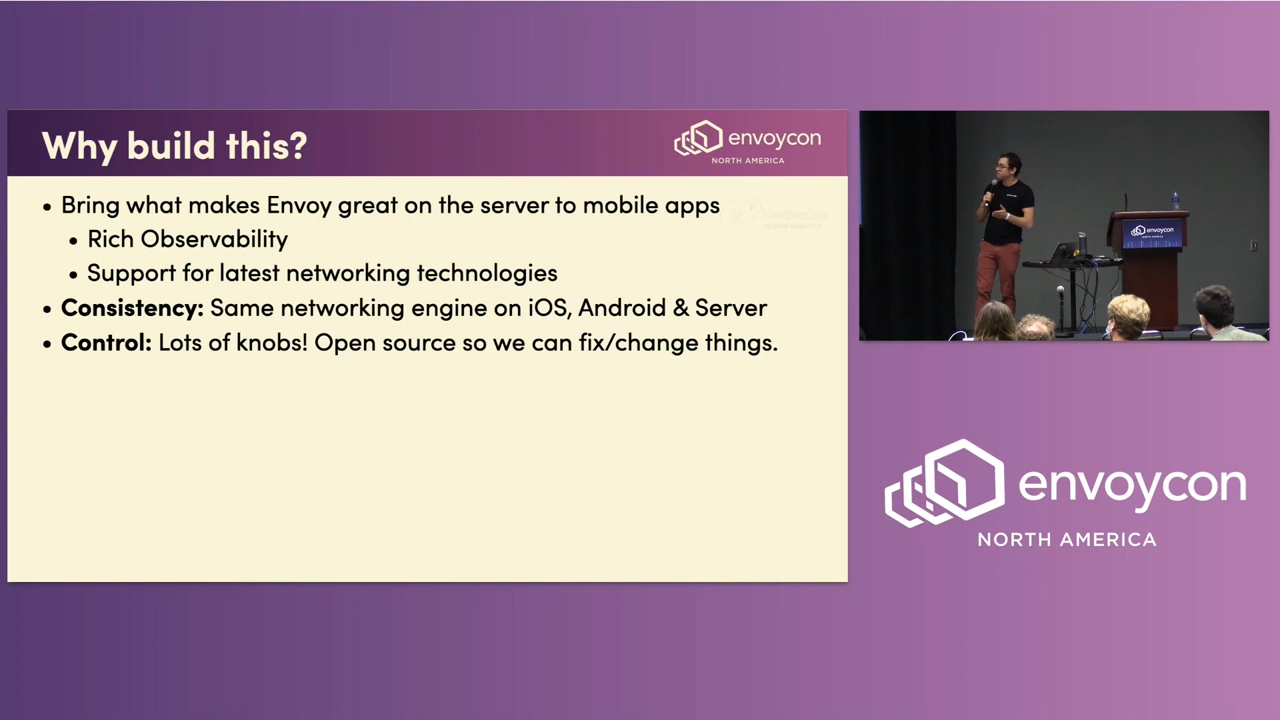 Why build this?
envoycon
NORTH AMERICA
• Bring what makes Envoy great on the server to mobile apps
• Rich Observability
• Support for latest networking technologies
• Consistency: Same networking engine on iOS, Android & Server
• Control: Lots of knobs! Open source so we can fix/change things.
envoycon
envoycon
NORTH AMERICA